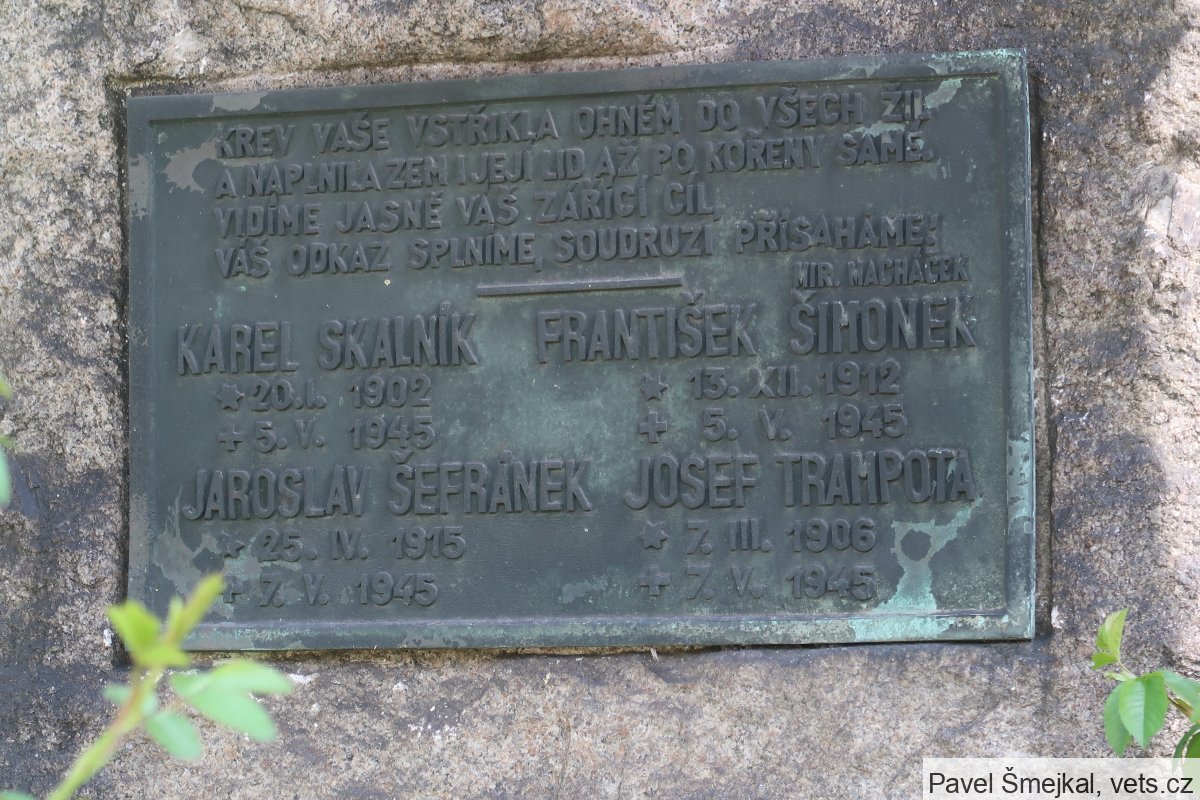 KREV VAŠE VSTŘIKLA OHNĚM DO VŠECH ŽIL
A NAPLNILA ZEM I JEJÍ LID AŽ PO KOŘENY SAMÉ.
VIDÍME JASNĚ VÁŠ ZÁŘÍCÍ CÍL,
VÁŠ ODKAZ SPLNÍME, SOUDRUZI PŘÍSAHÁME!
MIR. MACHÁČEK
KAREL SKALNÍK FRANTIŠEK ŠIMONEK
★ 20. I. 1902 ★ 13. XII. 1912
+ 5. V. 1945 + 5. V. 1945
JAROSLAV ŠEFRÁNEK JOSEF TRAMPOTA
★ 25. IV. 1915 ★ 7. III. 1906
+ 7. V. 1945 + 7. V. 1945
Pavel Šmejkal, vets.cz